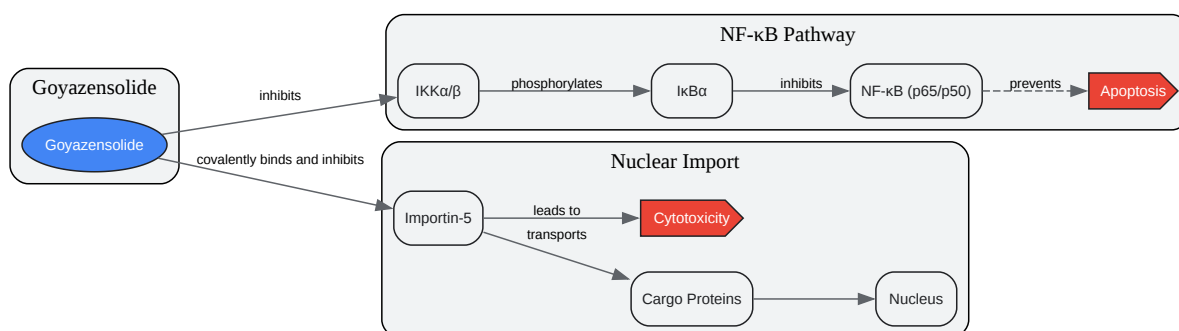 NF-κB Pathway
Goyazensolide
Goyazensolide
inhibits
IKKα/β
phosphorylates
IκBα
inhibits
NF-κB (p65/p50)
prevents
Apoptosis
covalently binds and inhibits
Nuclear Import
Importin-5
leads to
Cytotoxicity
transports
Cargo Proteins
Nucleus